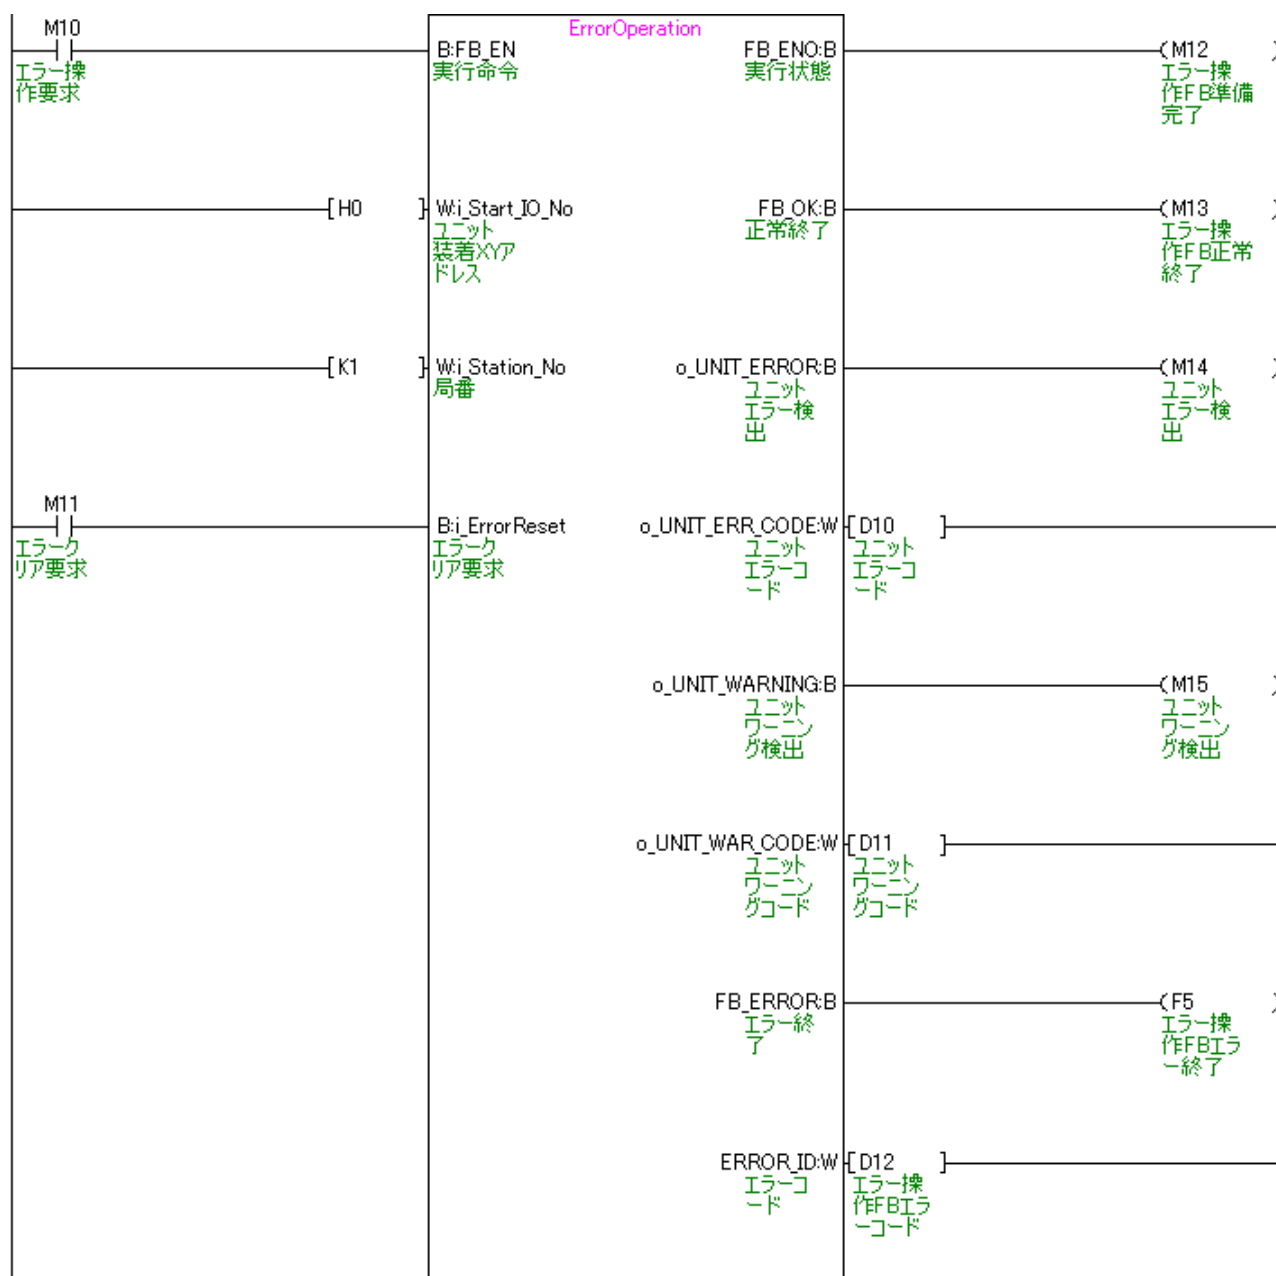 M10
ErrorOperation
B:FB_EN
FB_ENO:B
(M12 )
エラー操
作要求
実行命令
実行状態
エラー操
作FB準備
完了
[H0 ]
W:i_Start_IO_No
FB_OK:B
(M13 )
ユニット
装着XYア
ドレス
正常終了
エラー操
作FB正常
終了
[K1 ]
W:i_Station_No
o_UNIT_ERROR:B
(M14 )
局番
ユニット
エラー検
出
ユニット
エラー検
出
M11
B:i_ErrorReset
o_UNIT_ERR_CODE:W
[D10 ]
エラーク
リア要求
エラーク
リア要求
ユニット
エラーコ
ード
ユニット
エラーコ
ード
o_UNIT_WARNING:B
(M15 )
ユニット
ワーニン
グ検出
ユニット
ワーニン
グ検出
o_UNIT_WAR_CODE:W
[D11 ]
ユニット
ワーニン
グコード
ユニット
ワーニン
グコード
FB_ERROR:B
(F5 )
エラー終
了
エラー操
作FBエラ
ー終了
ERROR_ID:W
[D12 ]
エラーコ
ード
エラー操
作FBエラ
ーコード